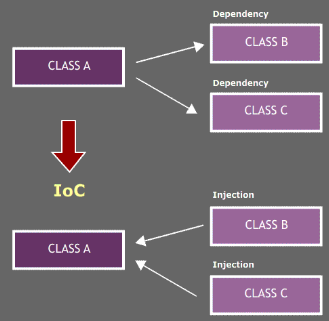 Dependency
CLASS B
CLASS A
Dependency
CLASS C
IoC
Injection
CLASS B
CLASS A
Injection
CLASS C